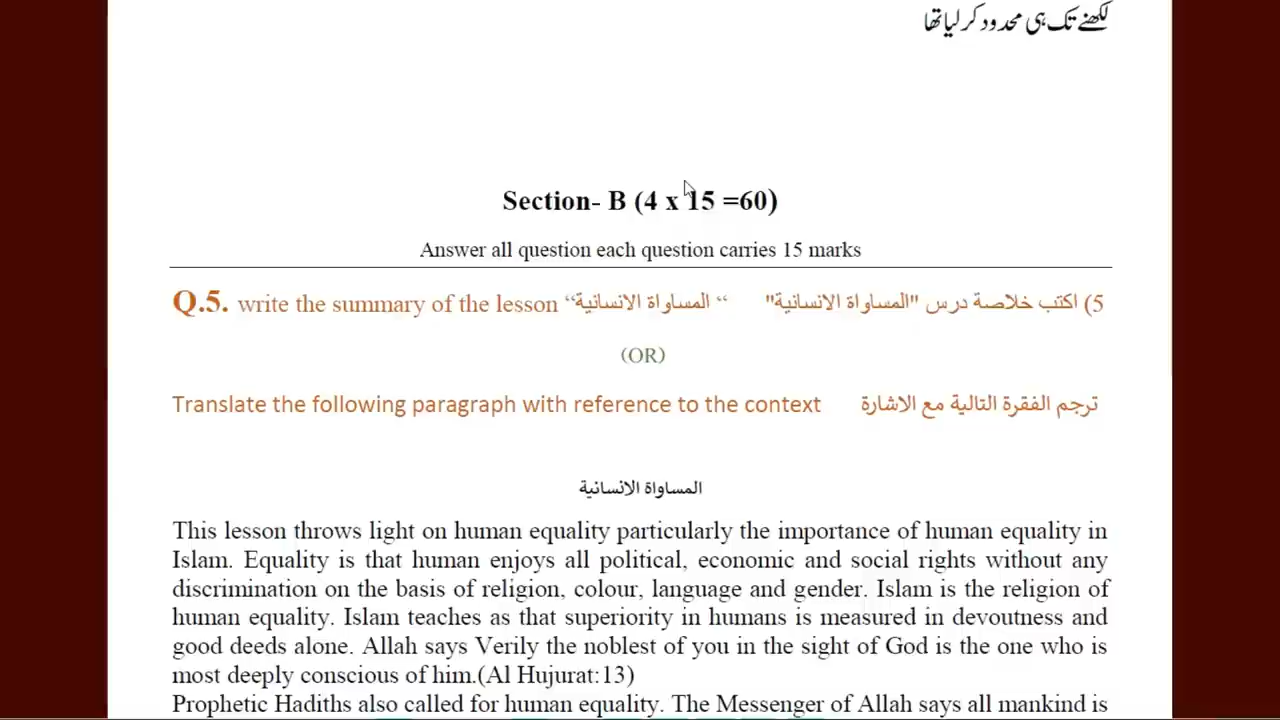 لکھنے تک ہی محدود کر لیا تھا
Section- B (4 x 15 =60)
Answer all question each question carries 15 marks
Q.5. write the summary of the lesson “المساواة الانسانية “ 5) اكتب خلاصة درس "المساواة الانسانية"
(OR)
Translate the following paragraph with reference to the context ترجم الفقرة التالية مع الاشارة
المساواة الانسانية
This lesson throws light on human equality particularly the importance of human equality in
Islam. Equality is that human enjoys all political, economic and social rights without any
discrimination on the basis of religion, colour, language and gender. Islam is the religion of
human equality. Islam teaches as that superiority in humans is measured in devoutness and
good deeds alone. Allah says Verily the noblest of you in the sight of God is the one who is
most deeply conscious of him.(Al Hujurat:13)
Prophetic Hadiths also called for human equality. The Messenger of Allah says all mankind is